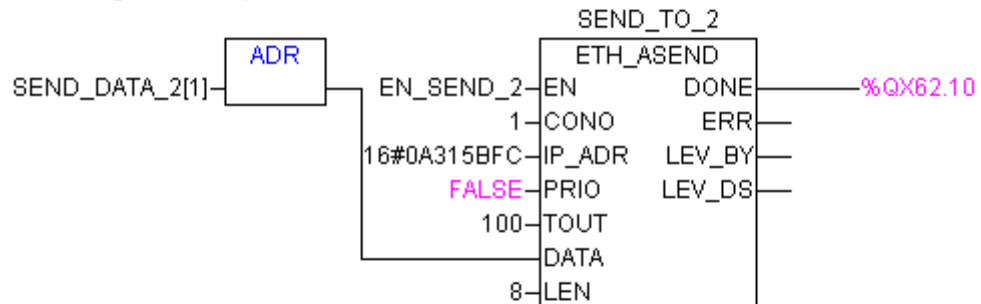 SEND_TO_2
ADR
ETH_ASEND
SEND_DATA_2[1]
EN_SEND_2 EN DONE %QX62.10
1 CONO ERR
16#0A315BFC IP_ADR LEV_BY
FALSE PRIO LEV_DS
100 TOUT
DATA
8 LEN